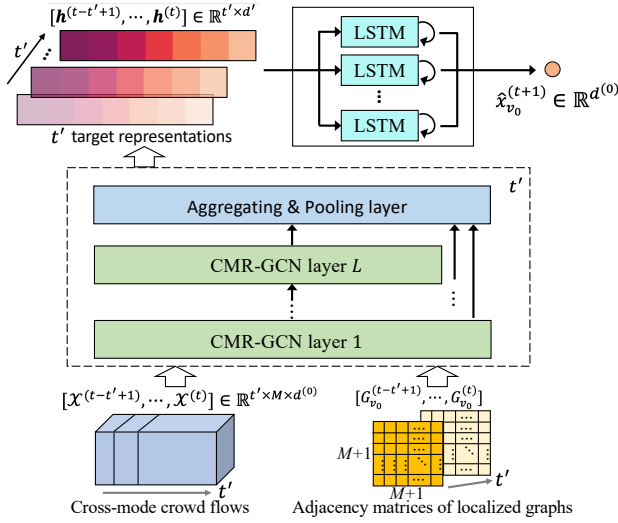 [𝒉^{(t−t′+1)}, ⋯, 𝒉^{(t)}] ∈ ℝ^{t′×d′}
t′
⋯
t′ target representations
LSTM
LSTM
⋮
LSTM
x̂_{v_0}^{(t+1)} ∈ ℝ^{d^{(0)}}
t′
Aggregating & Pooling layer
CMR-GCN layer L
⋯
⋯
CMR-GCN layer 1
[𝒳^{(t−t′+1)}, ⋯, 𝒳^{(t)}] ∈ ℝ^{t′×M×d^{(0)}}
[G_{v_0}^{(t−t′+1)}, ⋯, G_{v_0}^{(t)}]
M+1
M+1
t′
t′
Cross-mode crowd flows
Adjacency matrices of localized graphs